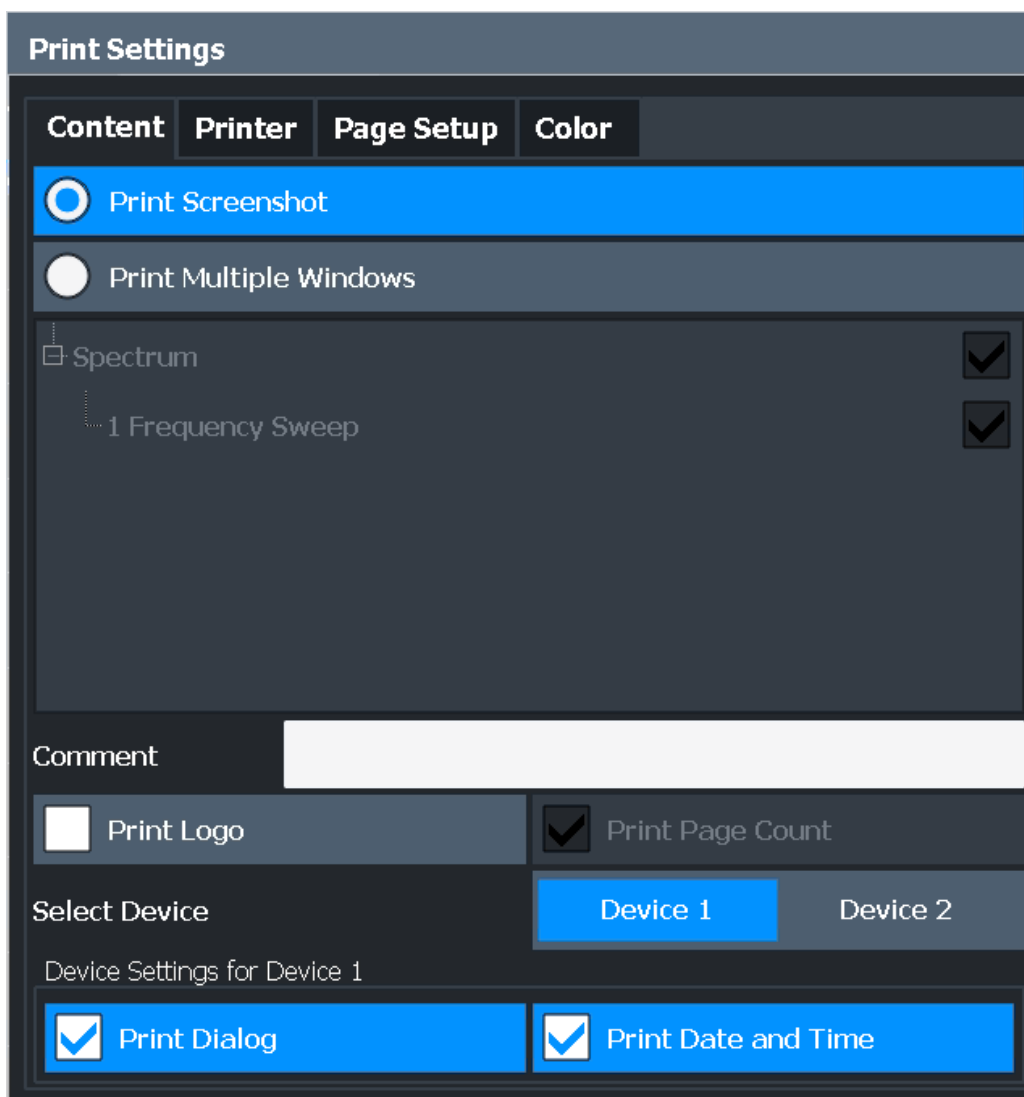 Print Settings
Content Printer Page Setup Color
Print Screenshot
Print Multiple Windows
Spectrum
1 Frequency Sweep
Comment
Print Logo Print Page Count
Select Device Device 1 Device 2
Device Settings for Device 1
Print Dialog Print Date and Time